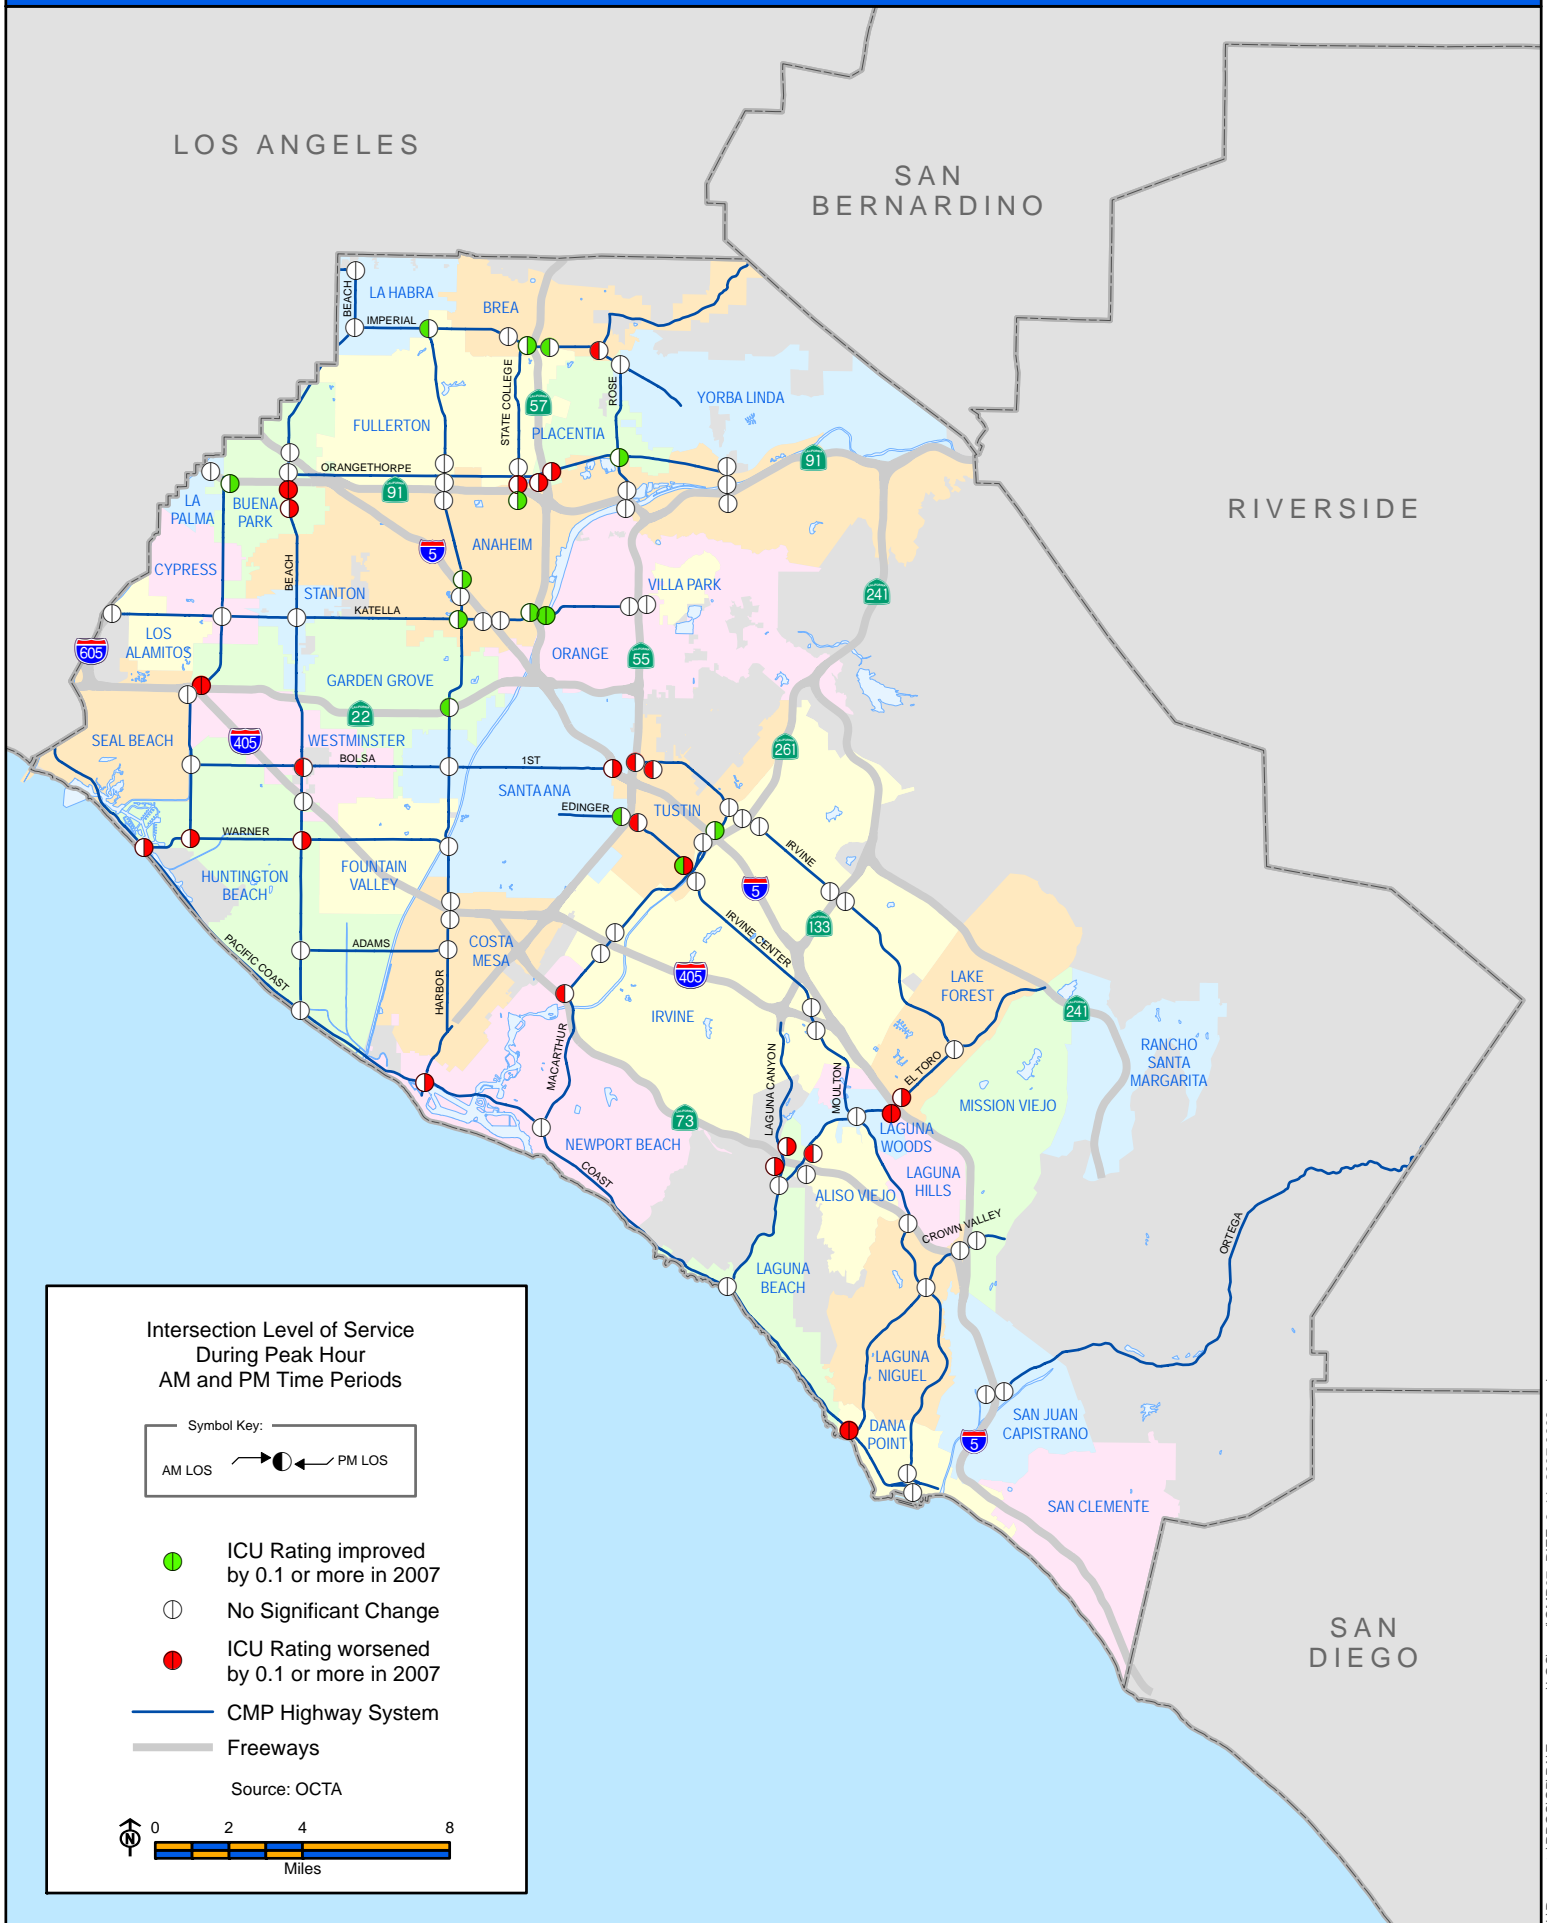 LOS ANGELES
SAN
BERNARDINO
RIVERSIDE
SAN
DIEGO
BEACH
LA HABRA
IMPERIAL
BREA
STATE COLLEGE
57
ROSE
YORBA LINDA
FULLERTON
PLACENTIA
ORANGETHORPE
91
91
LA
PALMA
BUENA
PARK
5
ANAHEIM
CYPRESS
BEACH
STANTON
KATELLA
VILLA PARK
241
LOS
ALAMITOS
605
ORANGE
55
GARDEN GROVE
22
SEAL BEACH
405
WESTMINSTER
BOLSA
1ST
261
SANTA ANA
EDINGER
TUSTIN
WARNER
IRVINE
HUNTINGTON
BEACH
FOUNTAIN
VALLEY
5
133
IRVINE CENTER
PACIFIC COAST
ADAMS
COSTA
MESA
HARBOR
405
LAKE
FOREST
IRVINE
241
MACARTHUR
LAGUNA CANYON
MOULTON
EL TORO
RANCHO
SANTA
MARGARITA
MISSION VIEJO
73
NEWPORT BEACH
LAGUNA
WOODS
COAST
LAGUNA
HILLS
ALISO VIEJO
CROWN VALLEY
ORTEGA
LAGUNA
BEACH
LAGUNA
NIGUEL
DANA
POINT
SAN JUAN
CAPISTRANO
5
SAN CLEMENTE
Intersection Level of Service
During Peak Hour
AM and PM Time Periods
Symbol Key:
AM LOS
PM LOS
ICU Rating improved
by 0.1 or more in 2007
No Significant Change
ICU Rating worsened
by 0.1 or more in 2007
CMP Highway System
Freeways
Source: OCTA
N
0 2 4 8
Miles